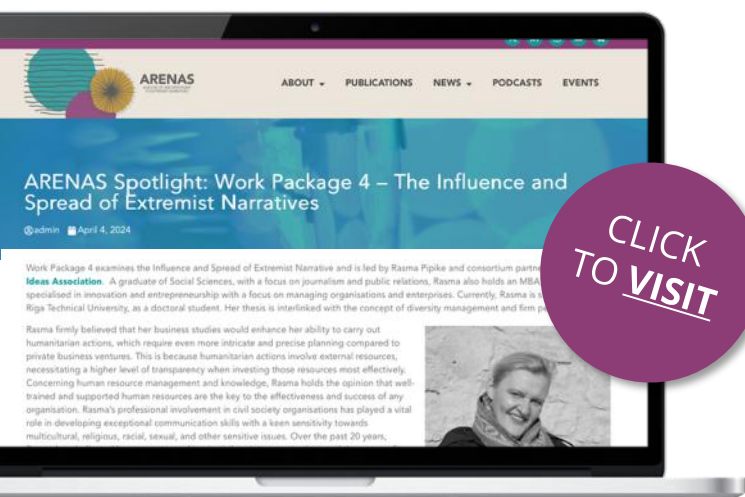 ARENAS
ABOUT
PUBLICATIONS
NEWS
PODCASTS
EVENTS
ARENAS Spotlight: Work Package 4 – The Influence and
Spread of Extremist Narratives
admin April 4, 2024
CLICK
TO VISIT
Work Package 4 examines the Influence and Spread of Extremist Narrative and is led by Rasma Pipike and consortium
Ideas Association. A graduate of Social Sciences, with a focus on journalism and public relations, Rasma also holds an MBA
specialised in innovation and entrepreneurship with a focus on managing organisations and enterprises. Currently, Rasma is
Riga Technical University, as a doctoral student. Her thesis is interlinked with the concept of diversity management and firm
Rasma firmly believed that her business studies would enhance her ability to carry out
humanitarian actions, which require even more intricate and precise planning compared to
private business ventures. This is because humanitarian actions involve external resources,
necessitating a higher level of transparency when investing those resources most effectively.
Concerning human resource management and knowledge, Rasma holds the opinion that well-
trained and supported human resources are the key to the effectiveness and success of any
organisation. Rasma's professional involvement in civil society organisations has played a vital
role in developing exceptional communication skills with a keen sensitivity towards
multicultural, religious, racial, sexual, and other sensitive issues. Over the past 20 years,